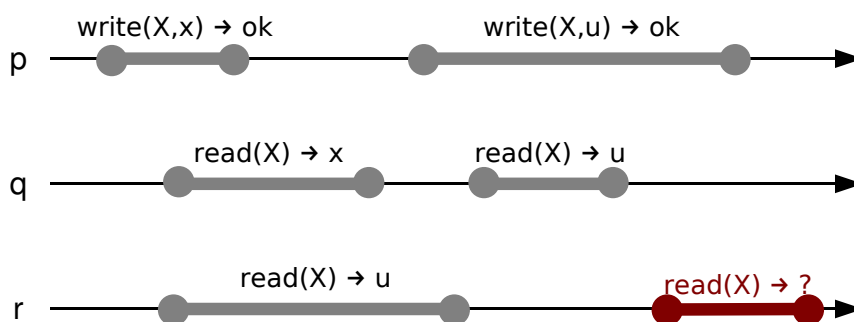 write(X,x) → ok
write(X,u) → ok
p
read(X) → x
read(X) → u
q
read(X) → u
read(X) → ?
r